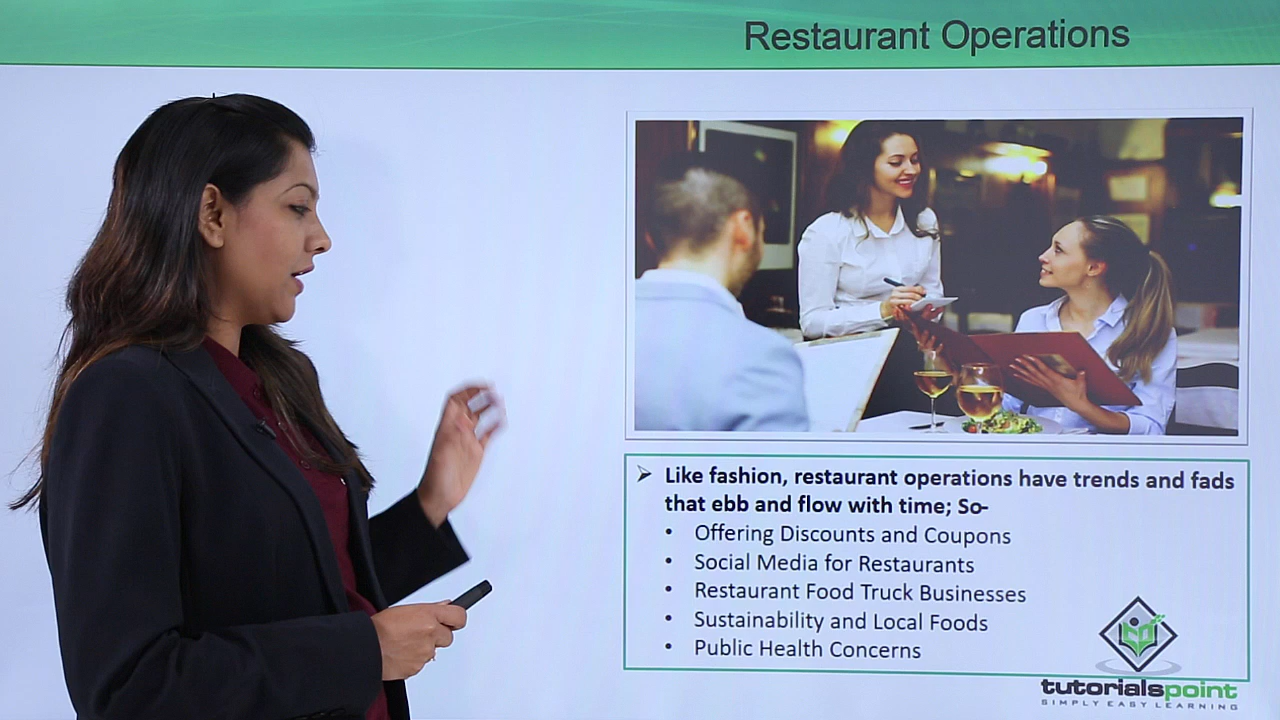 Restaurant Operations
➢ Like fashion, restaurant operations have trends and fads
that ebb and flow with time; So-
• Offering Discounts and Coupons
• Social Media for Restaurants
• Restaurant Food Truck Businesses
• Sustainability and Local Foods
• Public Health Concerns
tutorialspoint
SIMPLY EASY LEARNING